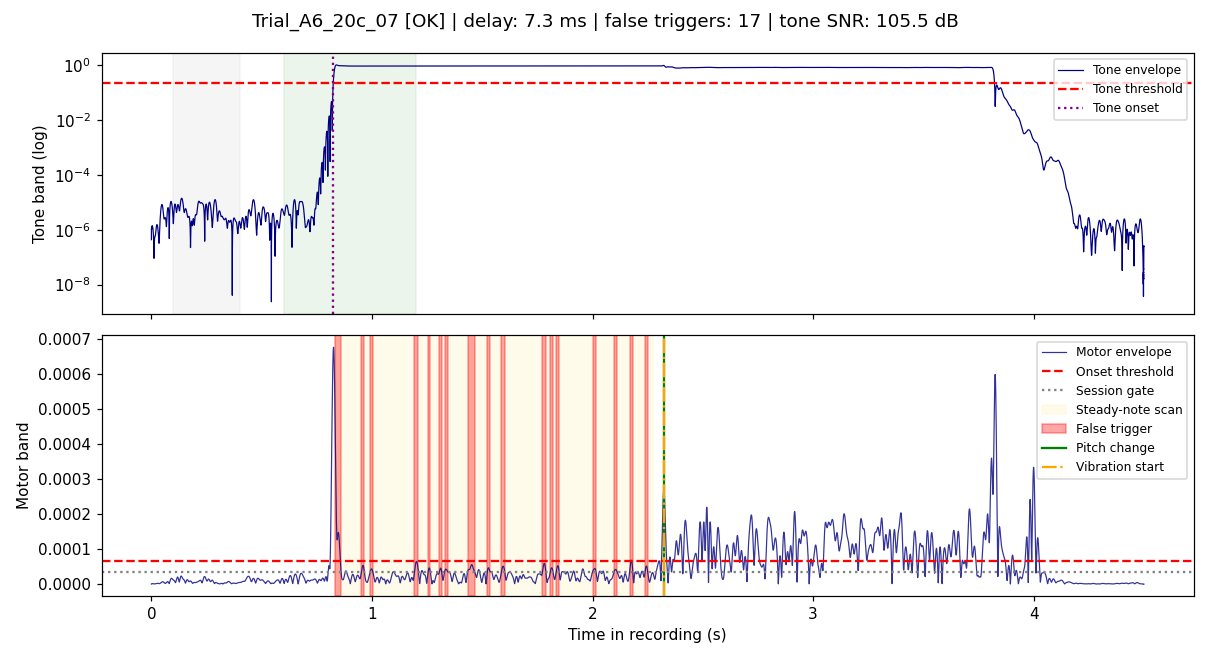 Trial_A6_20c_07 [OK] | delay: 7.3 ms | false triggers: 17 | tone SNR: 105.5 dB
Tone band (log)
10⁰
10⁻²
10⁻⁴
10⁻⁶
10⁻⁸
Tone envelope
Tone threshold
Tone onset
Motor band
0.0007
0.0006
0.0005
0.0004
0.0003
0.0002
0.0001
0.0000
Motor envelope
Onset threshold
Session gate
Steady-note scan
False trigger
Pitch change
Vibration start
0 1 2 3 4
Time in recording (s)